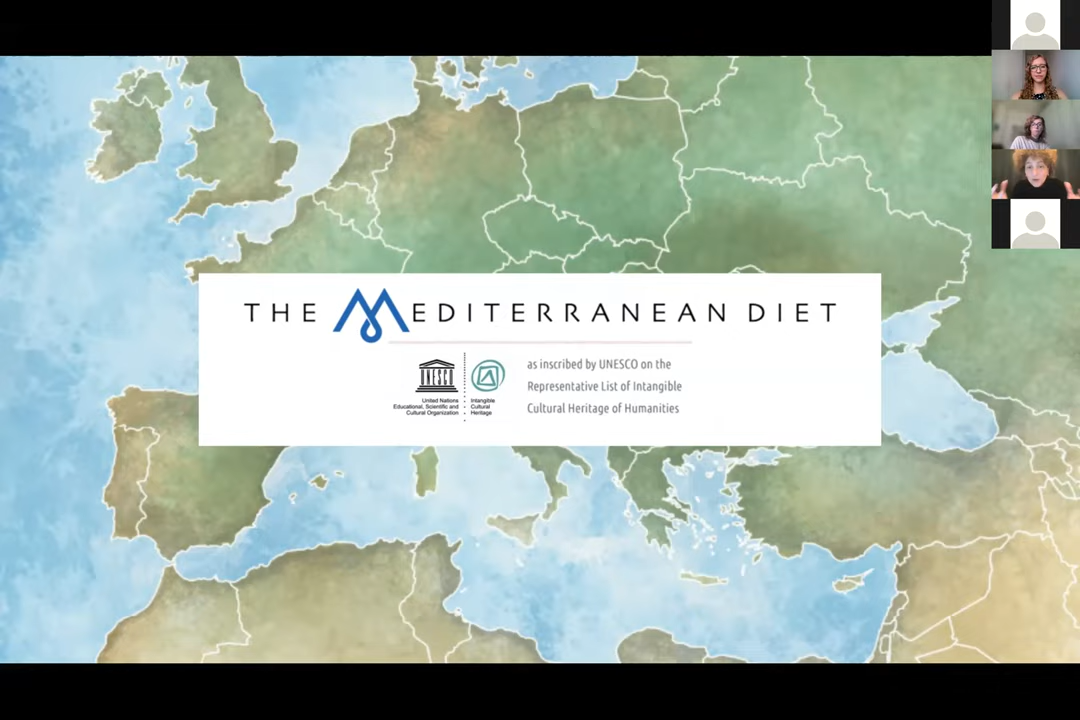 THE MEDITERRANEAN DIET
UNESCO
United Nations
Educational, Scientific and
Cultural Organization
Intangible
Cultural
Heritage
as inscribed by UNESCO on the
Representative List of Intangible
Cultural Heritage of Humanities